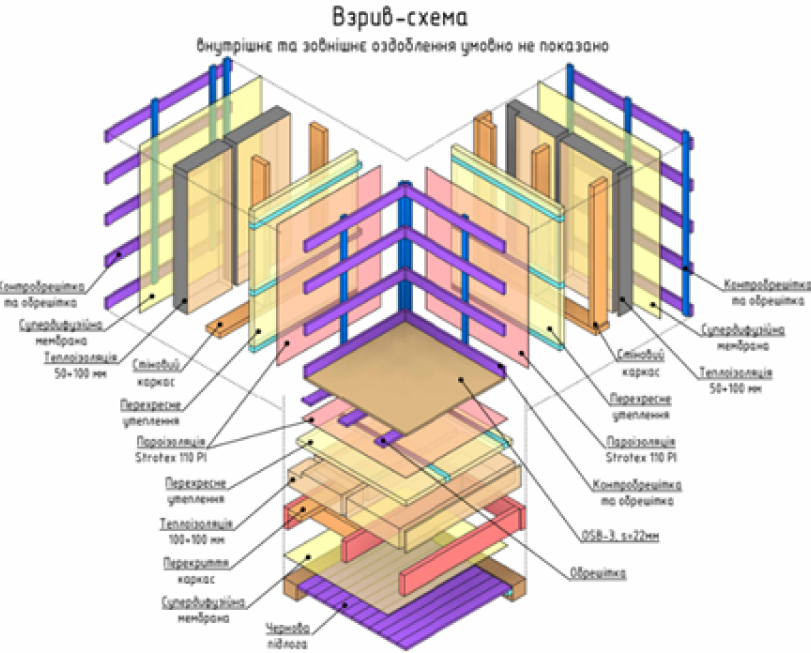 Взрив-схема
внутрішнє та зовнішнє оздоблення умовно не показано
Контробрешітка
та обрешітка
Супердифузійна
мембрана
Теплоізоляція
50+100 мм
Стіновий
каркас
Перехресне
утеплення
Пароізоляція
Strotex 110 PI
Перехресне
утеплення
Теплоізоляція
100+100 мм
Перекриття
каркас
Супердифузійна
мембрана
Чернова
підлога
Контробрешітка
та обрешітка
Супердифузійна
мембрана
Теплоізоляція
50+100 мм
Стіновий
каркас
Перехресне
утеплення
Пароізоляція
Strotex 110 PI
Контробрешітка
та обрешітка
OSB-3, s=22мм
Обрешітка